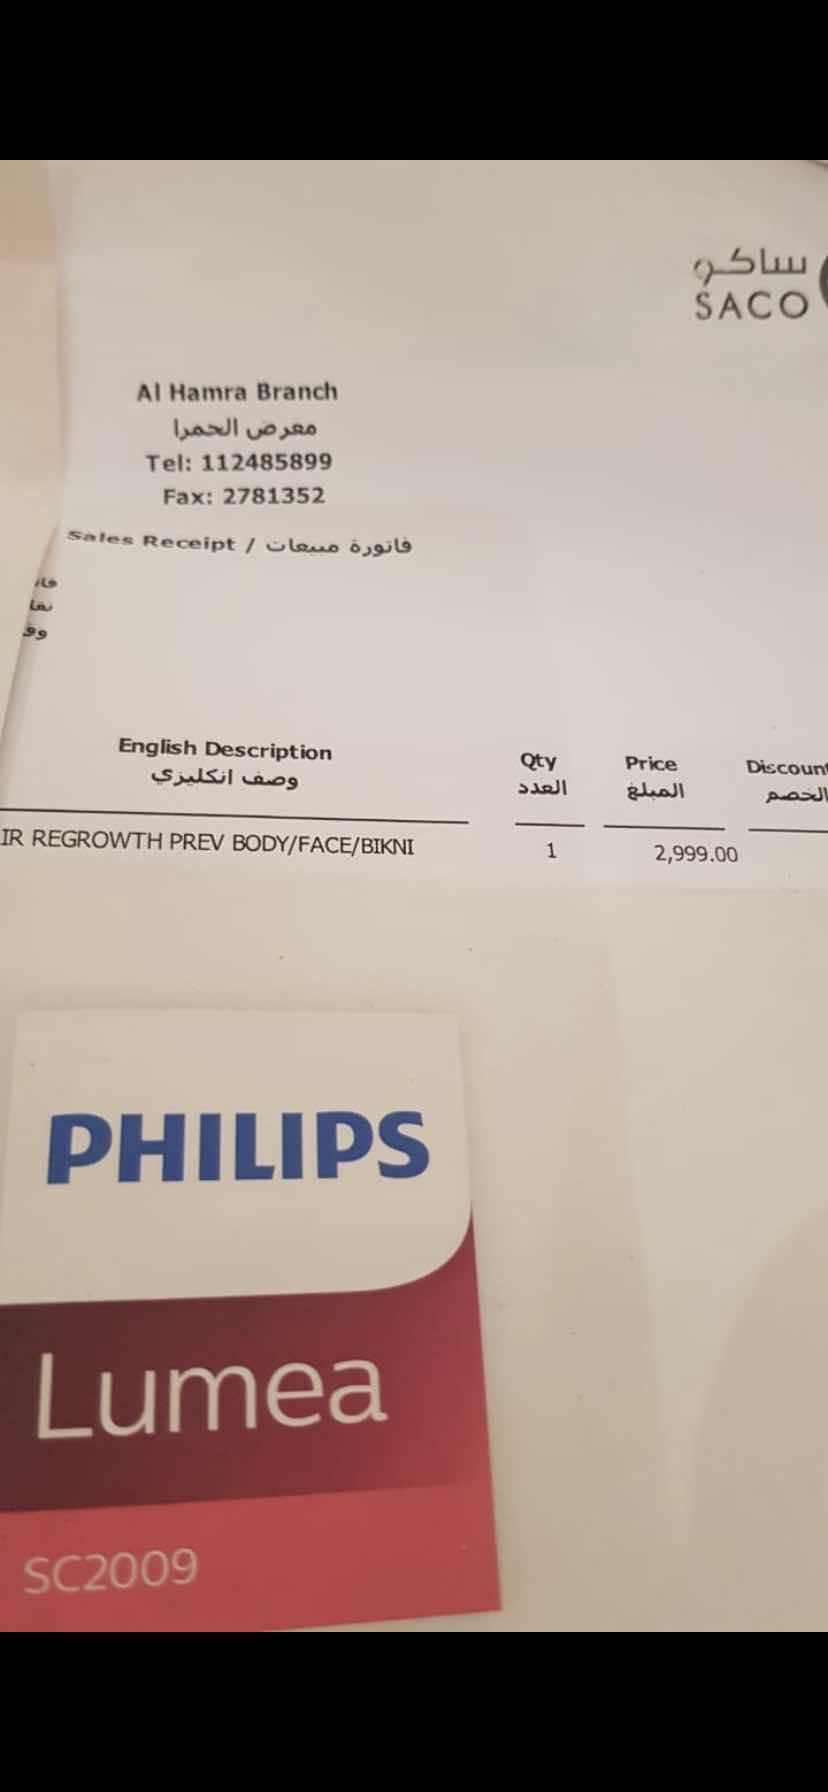 ساكو
SACO
Al Hamra Branch
معرض الحمرا
Tel: 112485899
Fax: 2781352
Sales Receipt / فاتورة مبيعات
English Description
وصف انكليزي
Qty
العدد
Price
المبلغ
Discount
الخصم
IR REGROWTH PREV BODY/FACE/BIKNI 1 2,999.00
PHILIPS
Lumea
SC2009